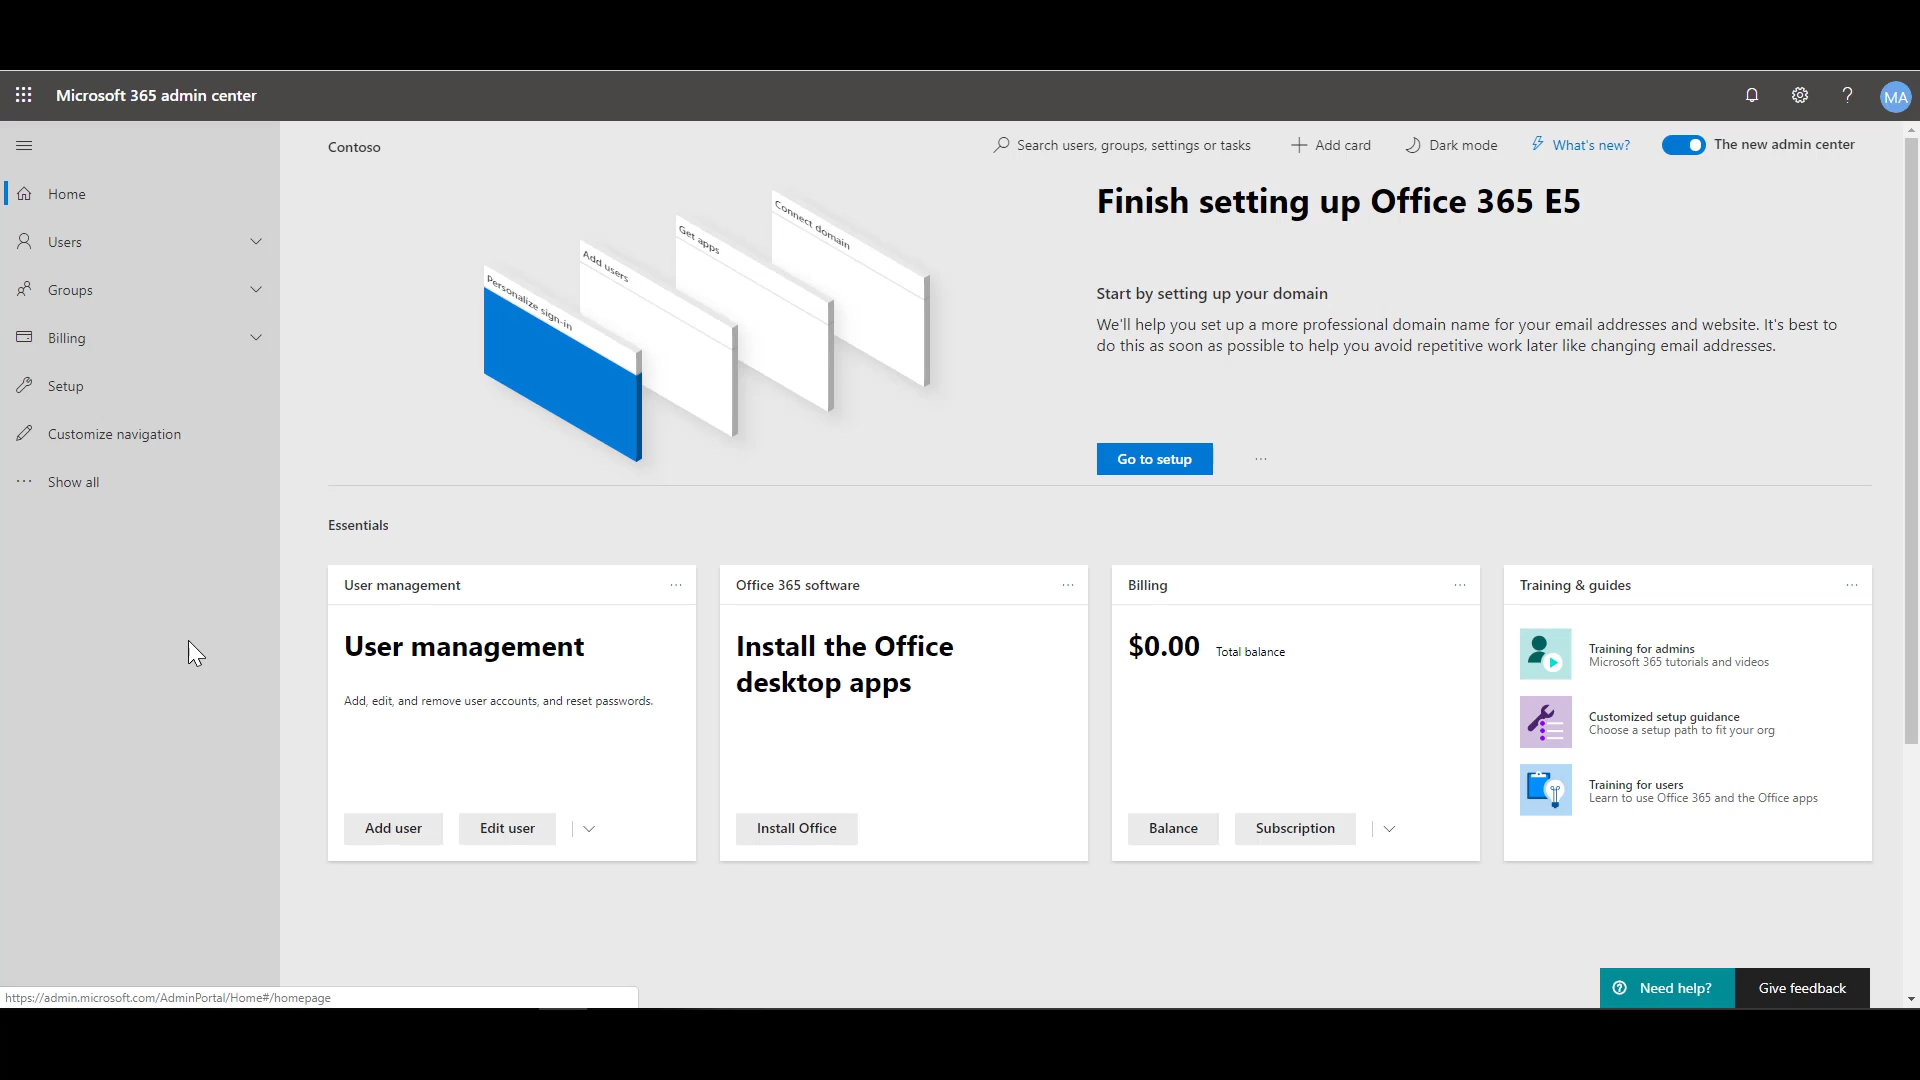 Microsoft 365 admin center
MA
Contoso
Search users, groups, settings or tasks
Add card
Dark mode
What's new?
The new admin center
Home
Users
Groups
Billing
Setup
Customize navigation
... Show all
Personalize sign-in
Add users
Get apps
Connect domain
Finish setting up Office 365 E5
Start by setting up your domain
We'll help you set up a more professional domain name for your email addresses and website. It's best to
do this as soon as possible to help you avoid repetitive work later like changing email addresses.
Go to setup
...
Essentials
User management ...
User management
Add, edit, and remove user accounts, and reset passwords.
Add user
Edit user
Office 365 software ...
Install the Office
desktop apps
Install Office
Billing ...
$0.00 Total balance
Balance
Subscription
Training & guides ...
Training for admins
Microsoft 365 tutorials and videos
Customized setup guidance
Choose a setup path to fit your org
Training for users
Learn to use Office 365 and the Office apps
Need help?
Give feedback
https://admin.microsoft.com/AdminPortal/Home#/homepage